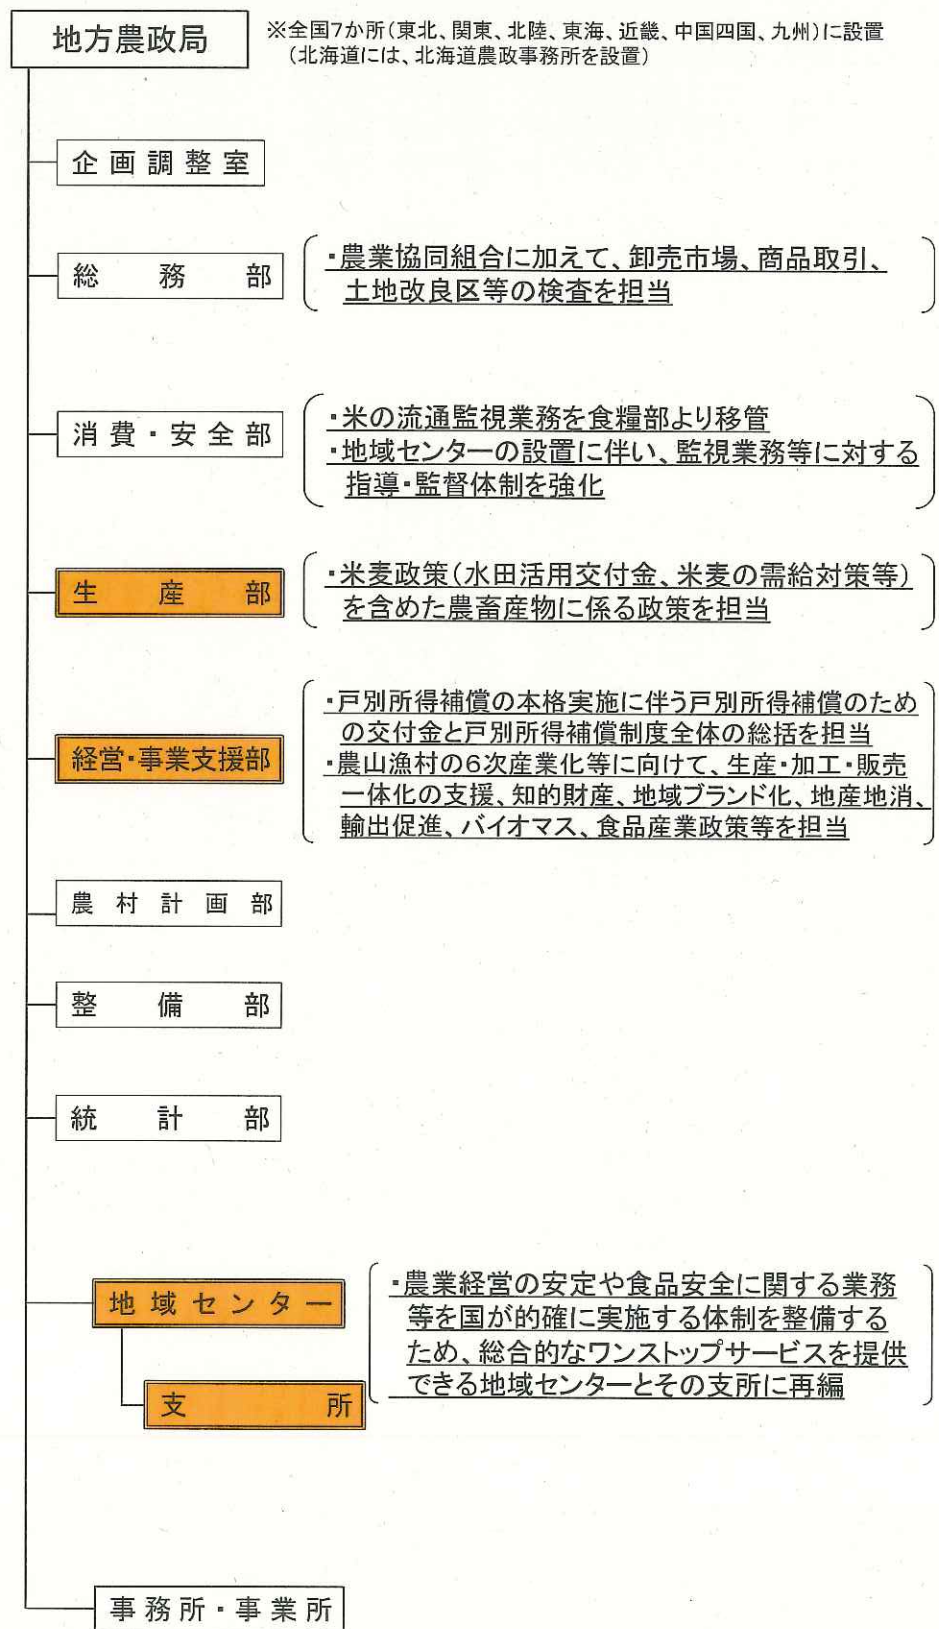 地方農政局
※全国7か所(東北、関東、北陸、東海、近畿、中国四国、九州)に設置
(北海道には、北海道農政事務所を設置)
企画調整室
総務部
・農業協同組合に加えて、卸売市場、商品取引、
土地改良区等の検査を担当
消費・安全部
・米の流通監視業務を食糧部より移管
・地域センターの設置に伴い、監視業務等に対する
指導・監督体制を強化
生産部
・米麦政策(水田活用交付金、米麦の需給対策等)
を含めた農畜産物に係る政策を担当
経営・事業支援部
・戸別所得補償の本格実施に伴う戸別所得補償のため
の交付金と戸別所得補償制度全体の総括を担当
・農山漁村の6次産業化等に向けて、生産・加工・販売
一体化の支援、知的財産、地域ブランド化、地産地消、
輸出促進、バイオマス、食品産業政策等を担当
農村計画部
整備部
統計部
地域センター
・農業経営の安定や食品安全に関する業務
等を国が的確に実施する体制を整備する
ため、総合的なワンストップサービスを提供
できる地域センターとその支所に再編
支所
事務所・事業所